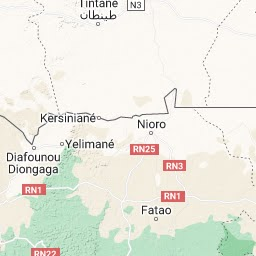 Tintane
طينطان
N3
Kersiniané
Nioro
Yelimané
RN25
Diafounou
Diongaga
RN3
RN1
RN1
Fatao
RN22